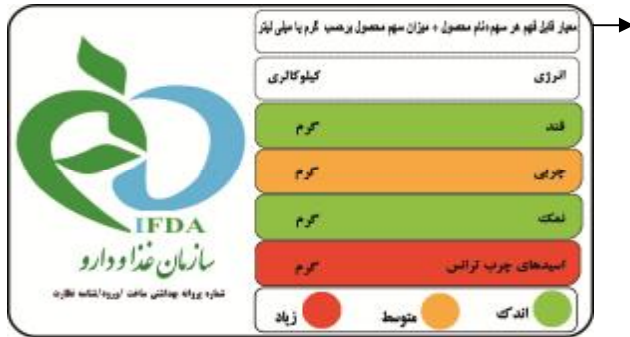 معیار قابل فهم هر سهم+نام محصول + میزان سهم محصول برحسب گرم یا میلی لیتر
انرژی کیلوکالری
قند گرم
چربی گرم
نمک گرم
اسیدهای چرب ترانس گرم
اندک متوسط زیاد
IFDA
سازمان غذا و دارو
شماره پروانه بهداشتی ساخت /ورود/شناسه نظارت